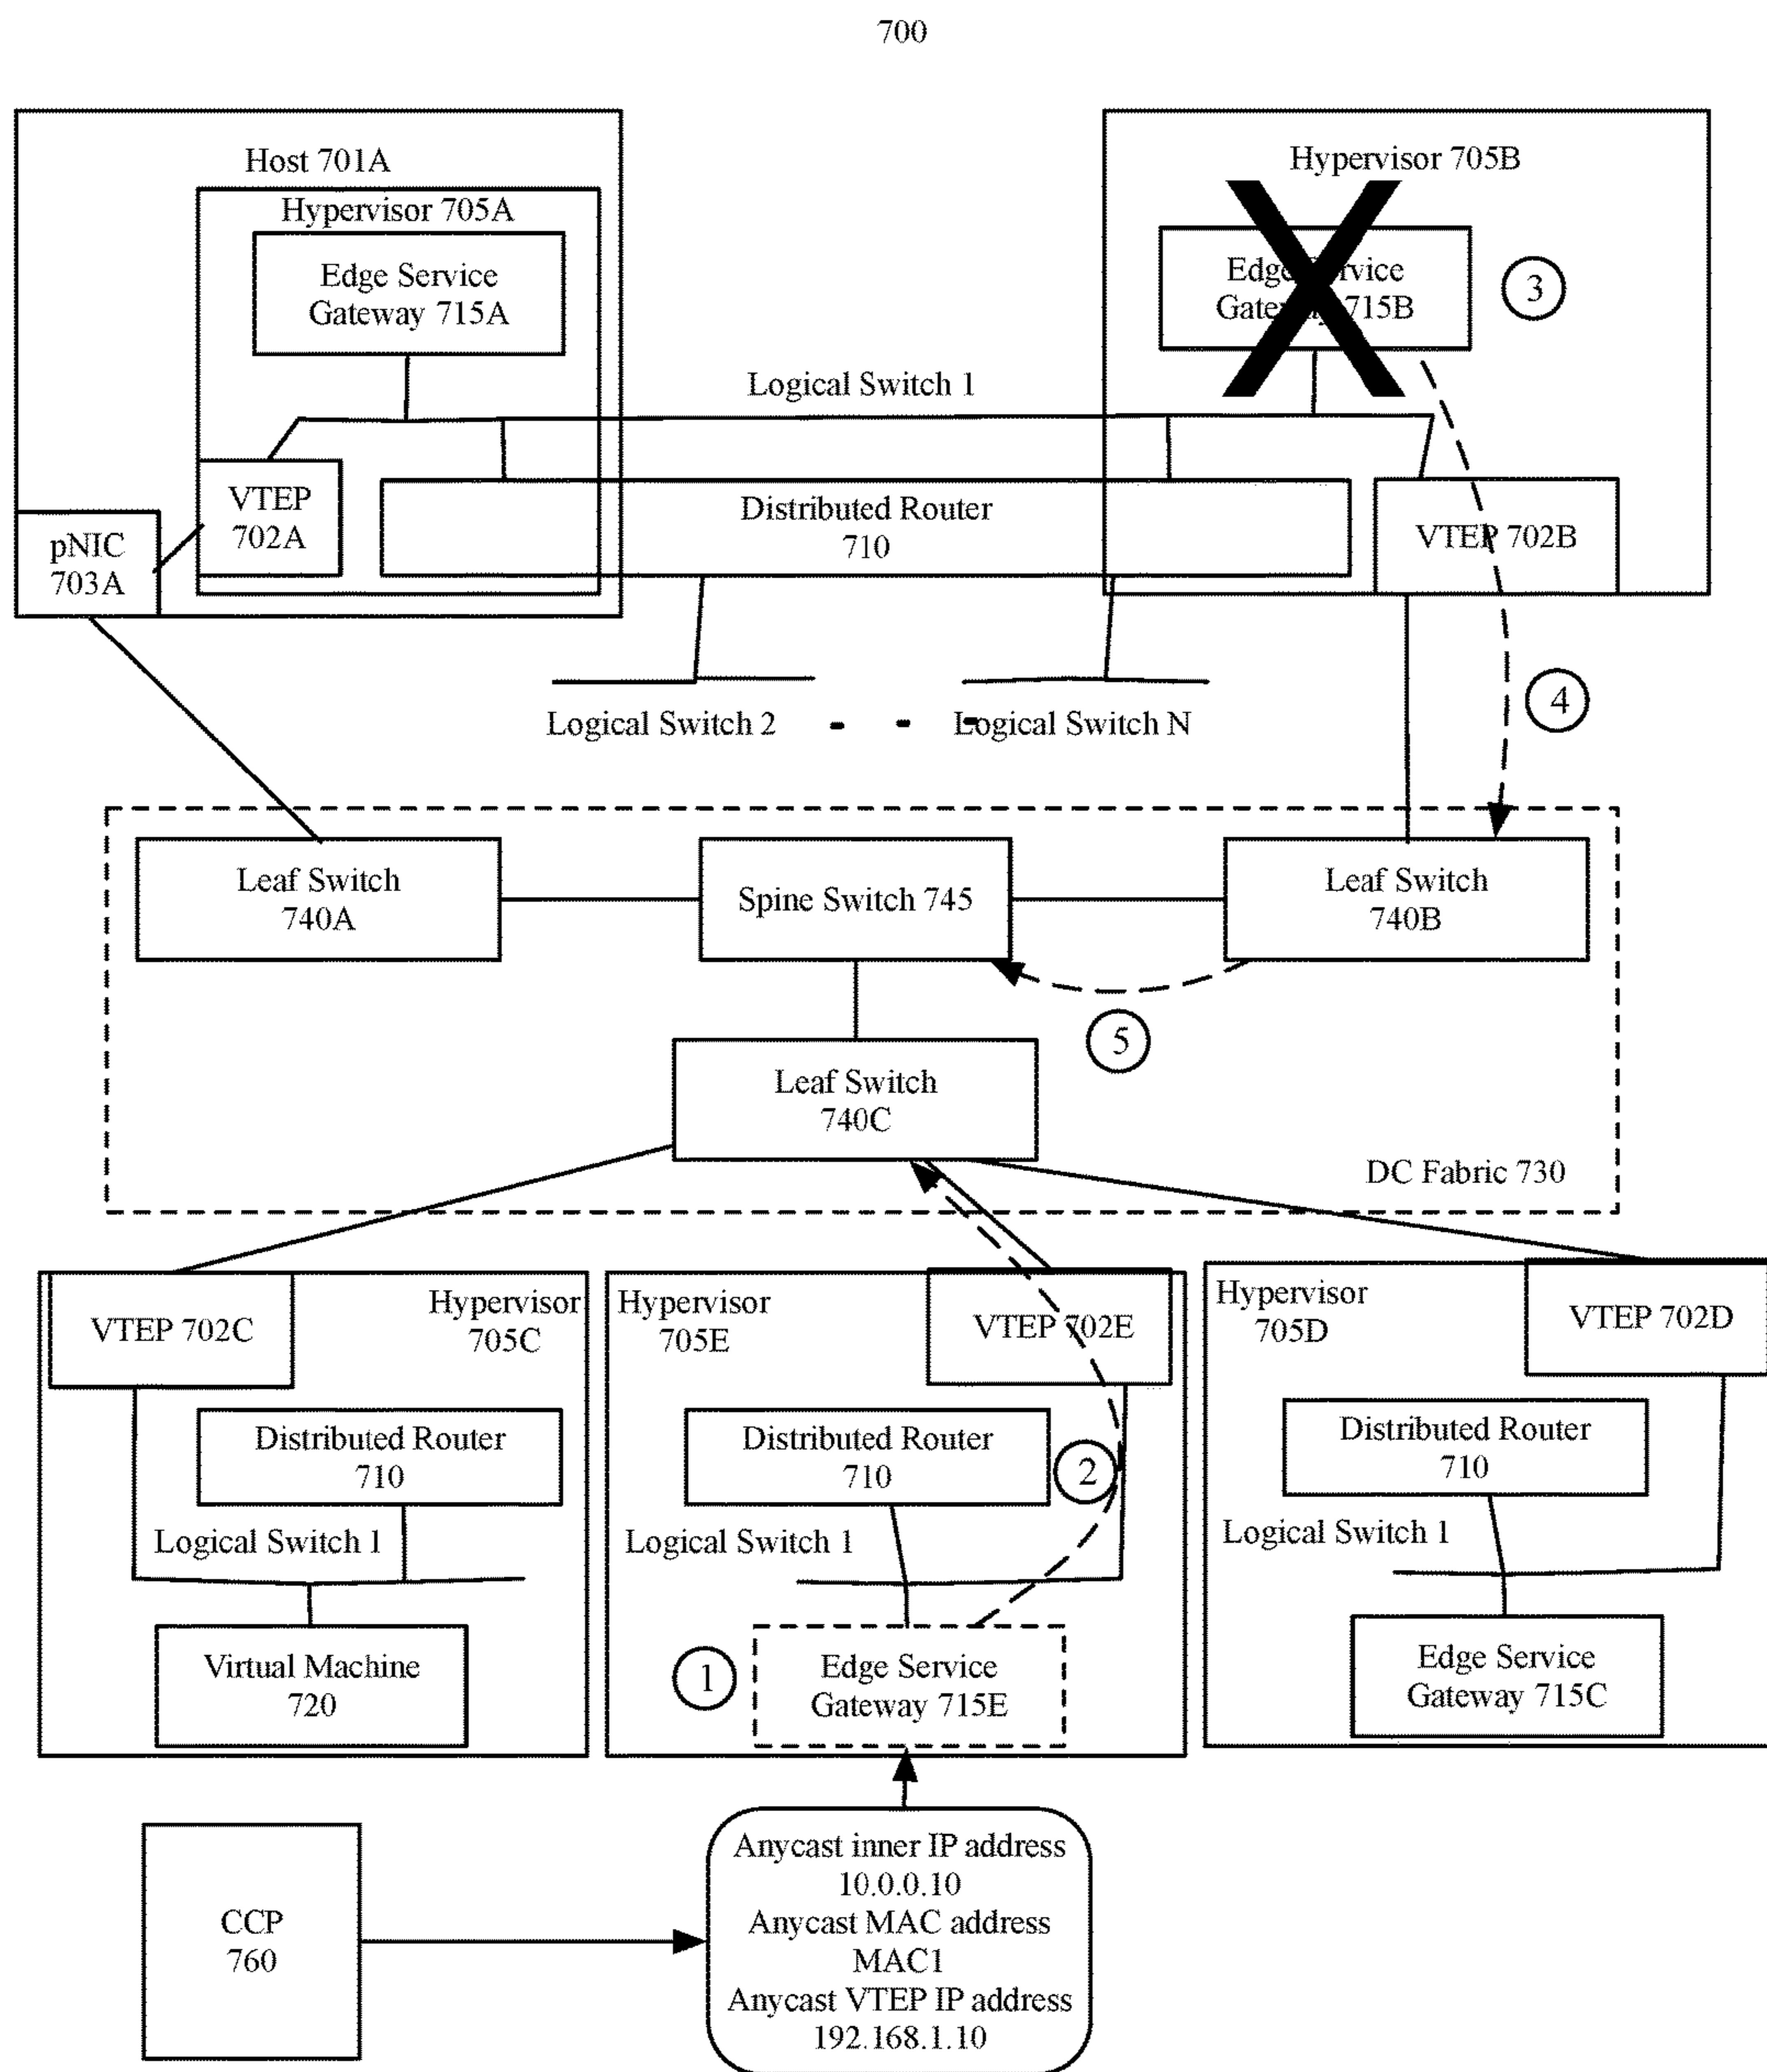 700
Host 701A
Hypervisor 705A
Edge Service
Gateway 715A
Hypervisor 705B
Edge Service
Gateway 715B
3
Logical Switch 1
VTEP
702A
pNIC
703A
Distributed Router
710
VTEP 702B
Logical Switch 2
Logical Switch N
4
Leaf Switch
740A
Spine Switch 745
Leaf Switch
740B
5
Leaf Switch
740C
DC Fabric 730
VTEP 702C
Hypervisor
705C
Distributed Router
710
Logical Switch 1
Virtual Machine
720
Hypervisor
705E
VTEP 702E
Distributed Router
710
2
Logical Switch 1
1
Edge Service
Gateway 715E
Hypervisor
705D
VTEP 702D
Distributed Router
710
Logical Switch 1
Edge Service
Gateway 715C
CCP
760
Anycast inner IP address
10.0.0.10
Anycast MAC address
MAC1
Anycast VTEP IP address
192.168.1.10